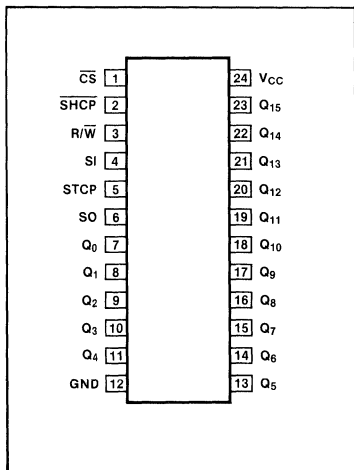 C̅S̅ 1 24 VCC
S̅H̅C̅P̅ 2 23 Q15
R/W̅ 3 22 Q14
SI 4 21 Q13
STCP 5 20 Q12
SO 6 19 Q11
Q0 7 18 Q10
Q1 8 17 Q9
Q2 9 16 Q8
Q3 10 15 Q7
Q4 11 14 Q6
GND 12 13 Q5